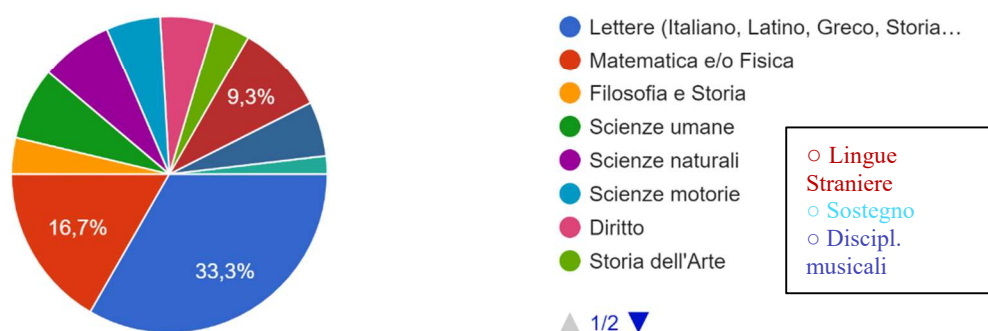 9,3%
16,7%
33,3%
Lettere (Italiano, Latino, Greco, Storia…
Matematica e/o Fisica
Filosofia e Storia
Scienze umane
Scienze naturali
Scienze motorie
Diritto
Storia dell'Arte
1/2
○ Lingue
Straniere
○ Sostegno
○ Discipl.
musicali